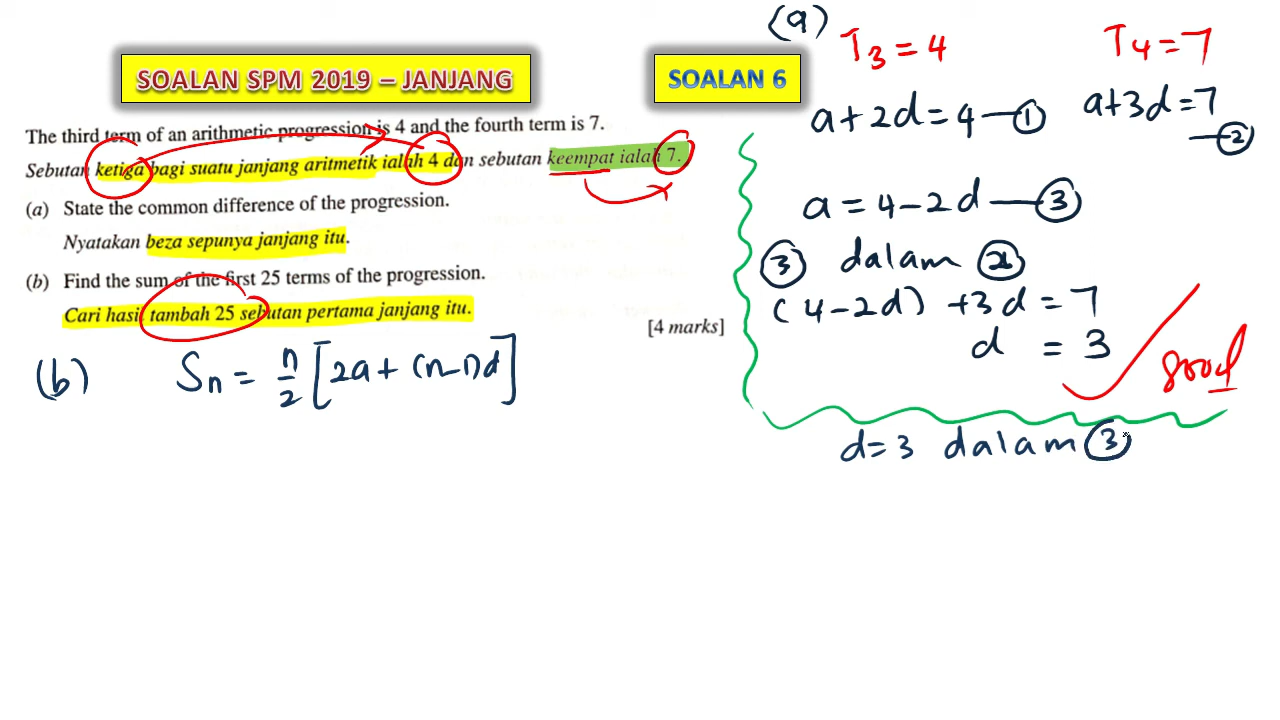 SOALAN SPM 2019 – JANJANG
SOALAN 6
The third term of an arithmetic progression is 4 and the fourth term is 7.
Sebutan ketiga bagi suatu janjang aritmetik ialah 4 dan sebutan keempat ialah 7.
(a) State the common difference of the progression.
Nyatakan beza sepunya janjang itu.
(b) Find the sum of the first 25 terms of the progression.
Cari hasil tambah 25 sebutan pertama janjang itu.
[4 marks]
(b) Sn = n/2 [2a + (n-1)d]
(a)
T3 = 4 T4 = 7
a + 2d = 4 — ① a + 3d = 7
— ②
a = 4 - 2d — ③
③ dalam ②
(4 - 2d) + 3d = 7
d = 3
good
d = 3 dalam ③